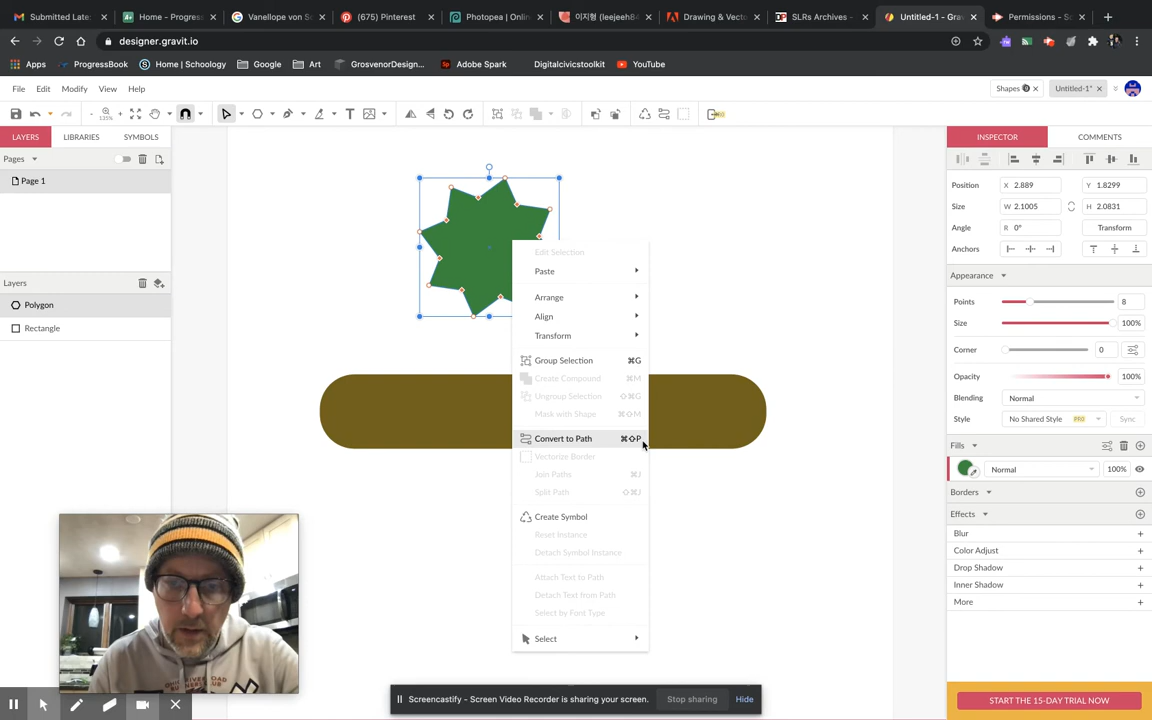 Submitted Late:
Home - Progress
Vanellope von Sc
(675) Pinterest
Photopea | Onlin
이지형 (leejeeh84
Drawing & Vecto
SLRs Archives -
Untitled-1 - Grav
Permissions - Sc
designer.gravit.io
Apps
ProgressBook
Home | Schoology
Google
Art
GrosvenorDesign...
Adobe Spark
Digitalcivicstoolkit
YouTube
File Edit Modify View Help
Shapes
Untitled-1*
135%
LAYERS LIBRARIES SYMBOLS
Pages
Page 1
Layers
Polygon
Rectangle
Edit Selection
Paste
Arrange
Align
Transform
Group Selection ⌘G
Create Compound ⌘M
Ungroup Selection ⇧⌘G
Mask with Shape ⌘⇧M
Convert to Path ⌘⇧P
Vectorize Border
Join Paths ⌘J
Split Path ⇧⌘J
Create Symbol
Reset Instance
Detach Symbol Instance
Attach Text to Path
Detach Text from Path
Select by Font Type
Select
INSPECTOR COMMENTS
Position X 2.889 Y 1.8299
Size W 2.1005 H 2.0831
Angle R 0° Transform
Anchors
Appearance
Points 8
Size 100%
Corner 0
Opacity 100%
Blending Normal
Style No Shared Style PRO Sync
Fills
Normal 100%
Borders
Effects
Blur
Color Adjust
Drop Shadow
Inner Shadow
More
START THE 15-DAY TRIAL NOW
Screencastify - Screen Video Recorder is sharing your screen. Stop sharing Hide